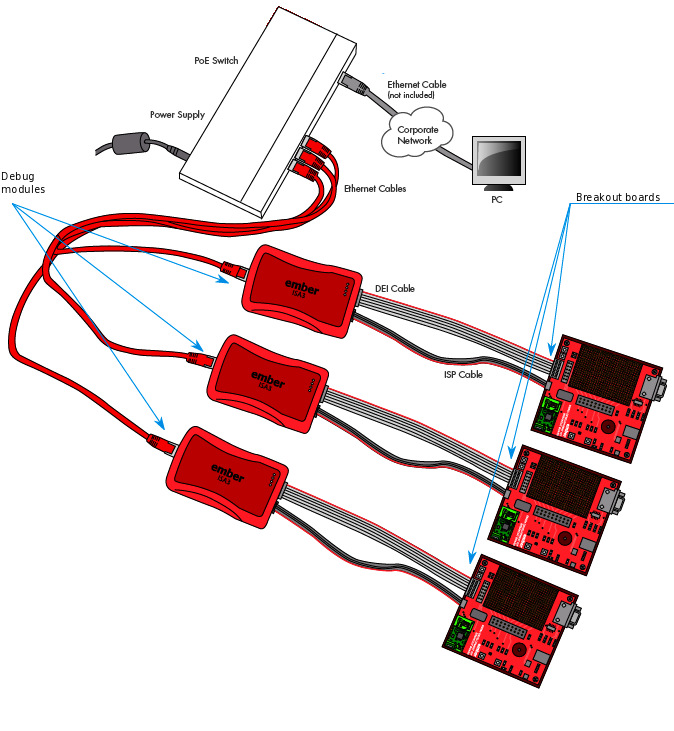 PoE Switch
Ethernet Cable
(not included)
Power Supply
Corporate
Network
Debug
modules
Ethernet Cables
PC
Breakout boards
ember
ISA3
DEI Cable
ISP Cable
ember
ISA3
ember
ISA3